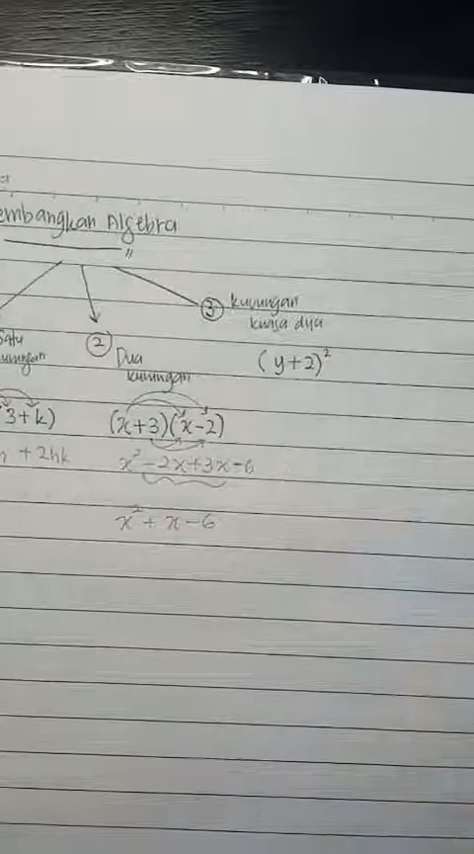 embangkan Algebra
Satu
② Dua
kurungan
(3+k)
(x+3)(x-2)
+ 2hk
x²-2x+3x-6
x²+x-6
③ kurungan
kuasa dua
(y+2)²